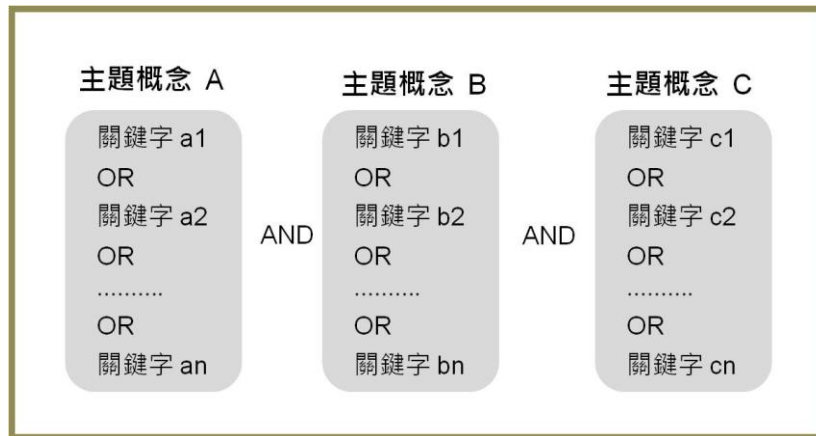 主題概念 A
關鍵字 a1
OR
關鍵字 a2
OR
..........
OR
關鍵字 an
AND
主題概念 B
關鍵字 b1
OR
關鍵字 b2
OR
..........
OR
關鍵字 bn
AND
主題概念 C
關鍵字 c1
OR
關鍵字 c2
OR
..........
OR
關鍵字 cn